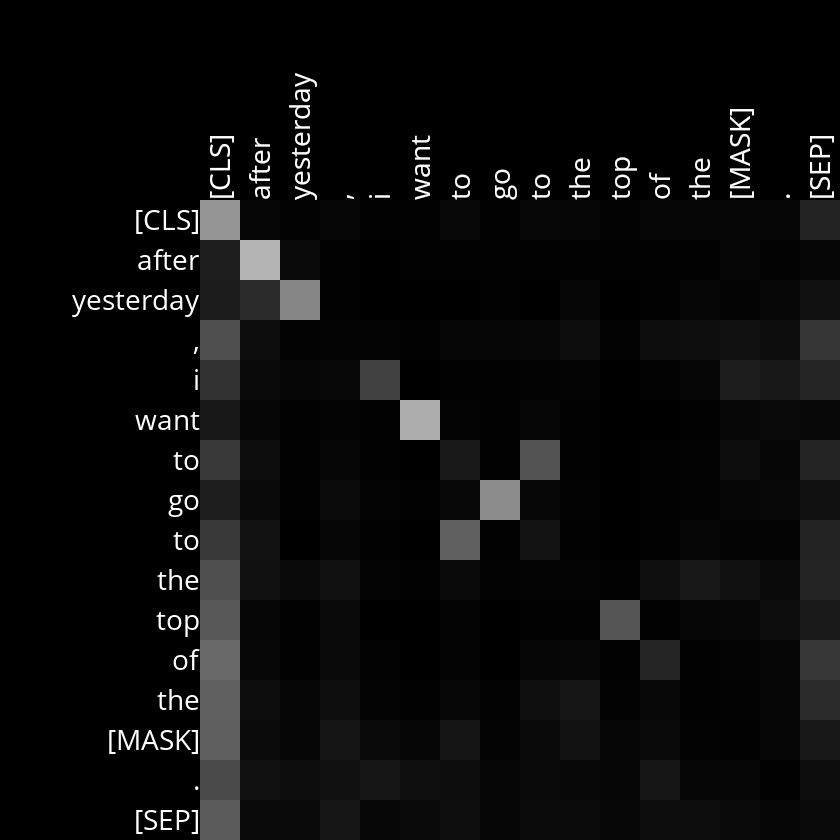 [CLS] after yesterday , i want to go to the top of the [MASK] . [SEP]
[CLS]
after
yesterday
,
i
want
to
go
to
the
top
of
the
[MASK]
.
[SEP]